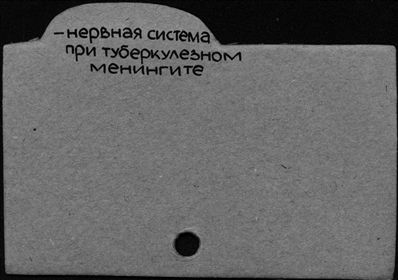 -нервная система
при туберкулезном
менингите